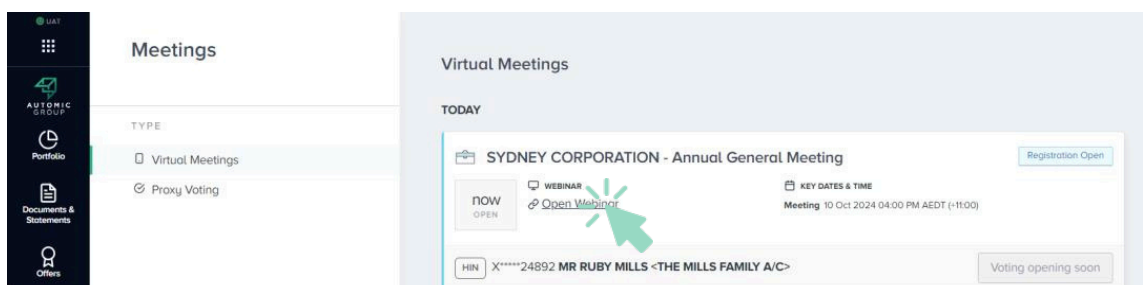 UAT
AUTOMIC
GROUP
Portfolio
Documents &
Statements
Offers
Meetings
TYPE
Virtual Meetings
Proxy Voting
Virtual Meetings
TODAY
SYDNEY CORPORATION - Annual General Meeting
Registration Open
now
OPEN
WEBINAR
Open Webinar
KEY DATES & TIME
Meeting 10 Oct 2024 04:00 PM AEDT (+11:00)
HIN X*****24892 MR RUBY MILLS <THE MILLS FAMILY A/C>
Voting opening soon